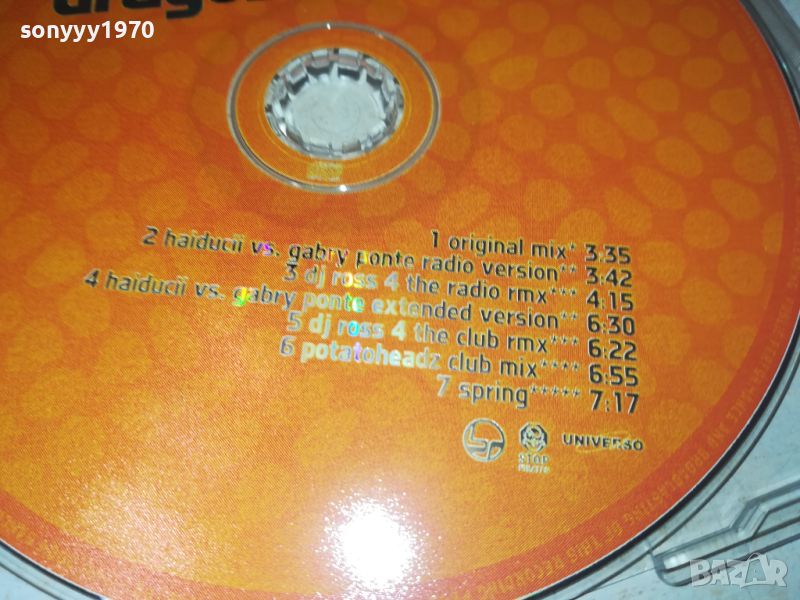 sonyyy1970
1 original mix* 3:35
2 haiducii vs. gabry ponte radio version** 3:42
3 dj ross 4 the radio rmx*** 4:15
4 haiducii vs. gabry ponte extended version** 6:30
5 dj ross 4 the club rmx*** 6:22
6 potatoheadz club mix**** 6:55
7 spring***** 7:17
STOP
UNIVERSO
BAZAR